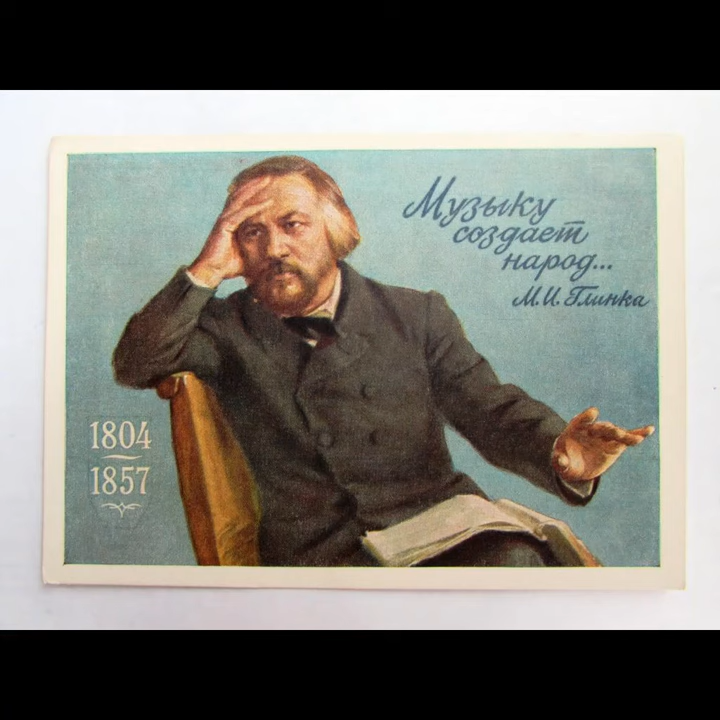 Музыку
создает
народ...
М. И. Глинка
1804
1857